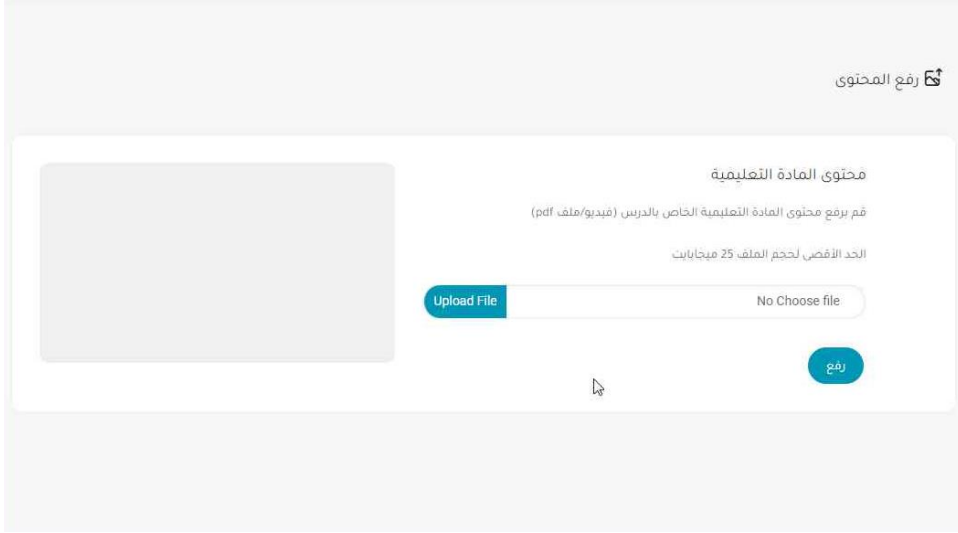 رفع المحتوى
محتوى المادة التعليمية
قم برفع محتوى المادة التعليمية الخاص بالدرس (فيديو/ملف pdf)
الحد الأقصى لحجم الملف 25 ميجابايت
No Choose file
Upload File
رفع